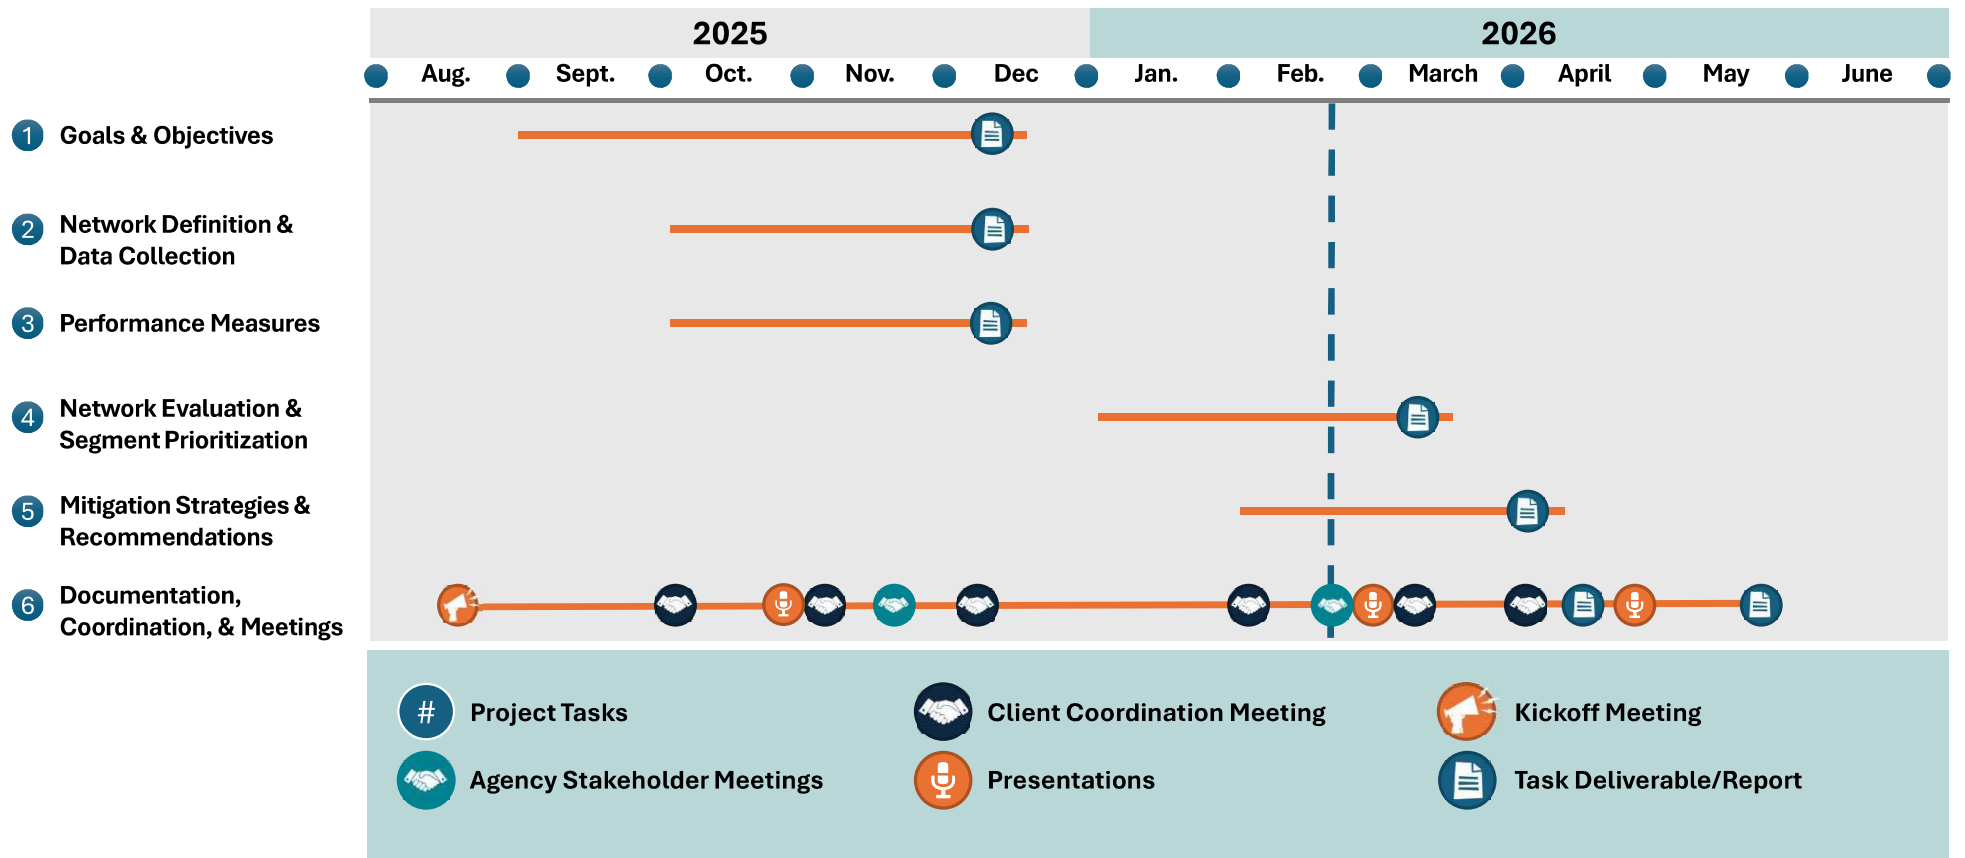 2025 2026
Aug. Sept. Oct. Nov. Dec Jan. Feb. March April May June
1 Goals & Objectives
2 Network Definition &
Data Collection
3 Performance Measures
4 Network Evaluation &
Segment Prioritization
5 Mitigation Strategies &
Recommendations
6 Documentation,
Coordination, & Meetings
# Project Tasks Client Coordination Meeting Kickoff Meeting
Agency Stakeholder Meetings Presentations Task Deliverable/Report